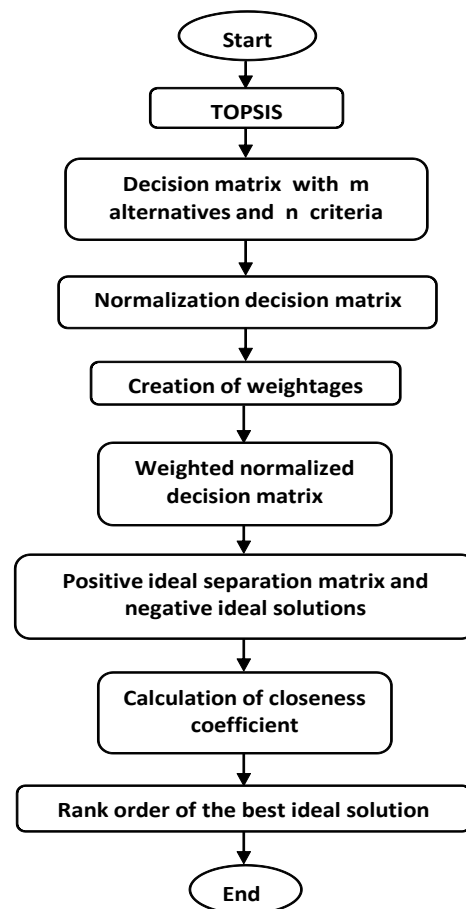 Start
TOPSIS
Decision matrix with m
alternatives and n criteria
Normalization decision matrix
Creation of weightages
Weighted normalized
decision matrix
Positive ideal separation matrix and
negative ideal solutions
Calculation of closeness
coefficient
Rank order of the best ideal solution
End